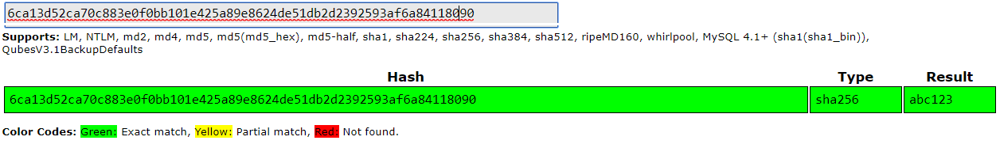 6ca13d52ca70c883e0f0bb101e425a89e8624de51db2d2392593af6a84118090
Supports: LM, NTLM, md2, md4, md5, md5(md5_hex), md5-half, sha1, sha224, sha256, sha384, sha512, ripeMD160, whirlpool, MySQL 4.1+ (sha1(sha1_bin)),
QubesV3.1BackupDefaults
Hash Type Result
6ca13d52ca70c883e0f0bb101e425a89e8624de51db2d2392593af6a84118090 sha256 abc123
Color Codes: Green: Exact match, Yellow: Partial match, Red: Not found.